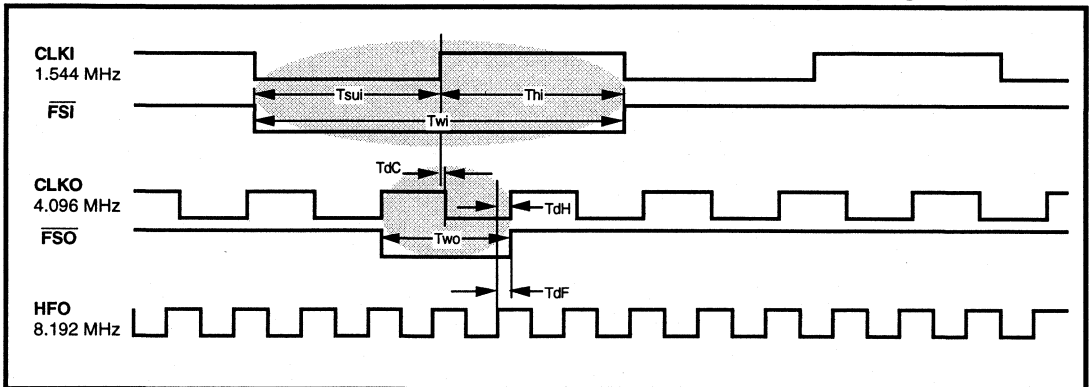 CLKI
1.544 MHz
Tsui
Thi
FSI
Twi
TdC
CLKO
4.096 MHz
TdH
FSO
Two
TdF
HFO
8.192 MHz